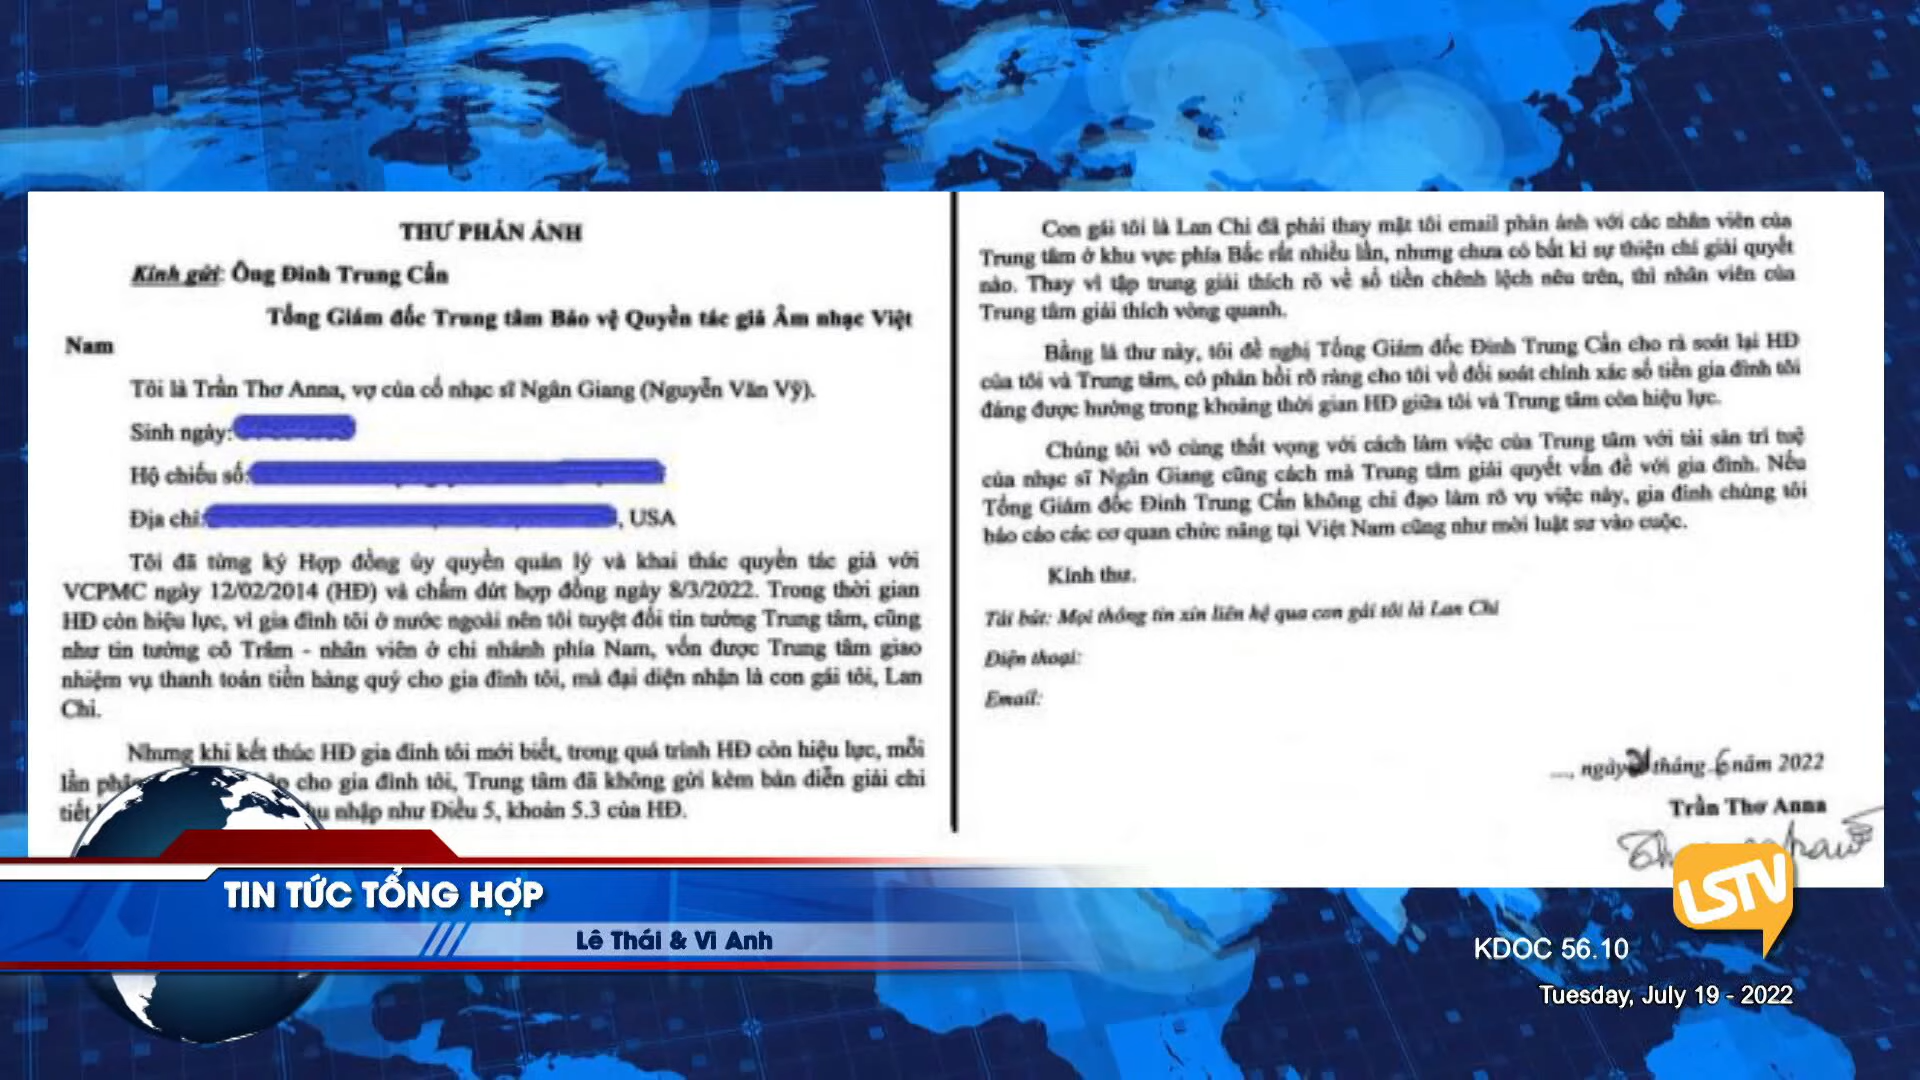 THƯ PHẢN ÁNH
Kính gửi: Ông Đinh Trung Cẩn
Tổng Giám đốc Trung tâm Bảo vệ Quyền tác giả Âm nhạc Việt
Nam
Tôi là Trần Thơ Anna, vợ của cố nhạc sĩ Ngân Giang (Nguyễn Văn Vỹ).
Sinh ngày:
Hộ chiếu số:
Địa chỉ: , USA
Tôi đã từng ký Hợp đồng ủy quyền quản lý và khai thác quyền tác giả với
VCPMC ngày 12/02/2014 (HĐ) và chấm dứt hợp đồng ngày 8/3/2022. Trong thời gian
HĐ còn hiệu lực, vì gia đình tôi ở nước ngoài nên tôi tuyệt đối tin tưởng Trung tâm, cũng
như tin tưởng cô Trâm - nhân viên ở chi nhánh phía Nam, vốn được Trung tâm giao
nhiệm vụ thanh toán tiền hàng quý cho gia đình tôi, mà đại diện nhận là con gái tôi, Lan
Chi.
Nhưng khi kết thúc HĐ gia đình tôi mới biết, trong quá trình HĐ còn hiệu lực, mỗi
lần cho gia đình tôi, Trung tâm đã không gửi kèm bản diễn giải chi
tiết nhập như Điều 5, khoản 5.3 của HĐ.
Con gái tôi là Lan Chi đã phải thay mặt tôi email phản ánh với các nhân viên của
Trung tâm ở khu vực phía Bắc rất nhiều lần, nhưng chưa có bất kì sự thiện chí giải quyết
nào. Thay vì tập trung giải thích rõ về số tiền chênh lệch nêu trên, thì nhân viên của
Trung tâm giải thích vòng quanh.
Bằng lá thư này, tôi đề nghị Tổng Giám đốc Đinh Trung Cẩn cho rà soát lại HĐ
của tôi và Trung tâm, có phản hồi rõ ràng cho tôi về đối soát chính xác số tiền gia đình tôi
đáng được hưởng trong khoảng thời gian HĐ giữa tôi và Trung tâm còn hiệu lực.
Chúng tôi vô cùng thất vọng với cách làm việc của Trung tâm với tài sản trí tuệ
của nhạc sĩ Ngân Giang cũng cách mà Trung tâm giải quyết vấn đề với gia đình. Nếu
Tổng Giám đốc Đinh Trung Cẩn không chỉ đạo làm rõ vụ việc này, gia đình chúng tôi
báo cáo các cơ quan chức năng tại Việt Nam cũng như mời luật sư vào cuộc.
Kính thư.
Tái bút: Mọi thông tin xin liên hệ qua con gái tôi là Lan Chi
Điện thoại:
Email:
..., ngày tháng 6 năm 2022
Trần Thơ Anna
TIN TỨC TỔNG HỢP
Lê Thái & Vi Anh
LSTV
KDOC 56.10
Tuesday, July 19 - 2022